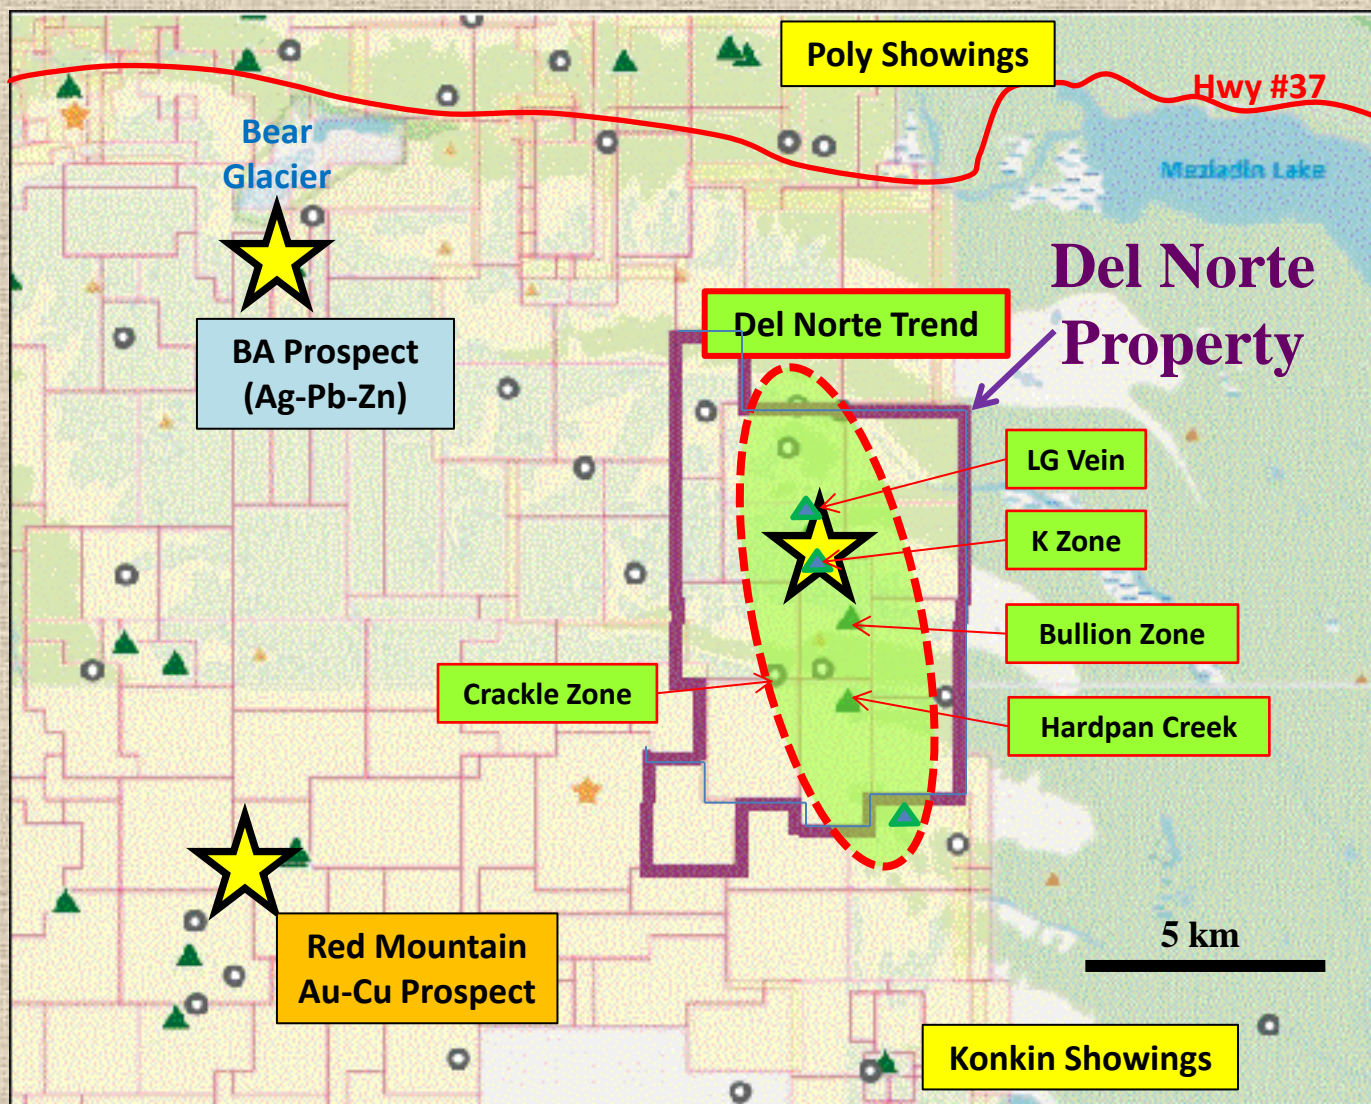 Poly Showings
Hwy #37
Bear
Glacier
Meziadin Lake
Del Norte
Property
Del Norte Trend
BA Prospect
(Ag-Pb-Zn)
LG Vein
K Zone
Bullion Zone
Crackle Zone
Hardpan Creek
Red Mountain
Au-Cu Prospect
5 km
Konkin Showings